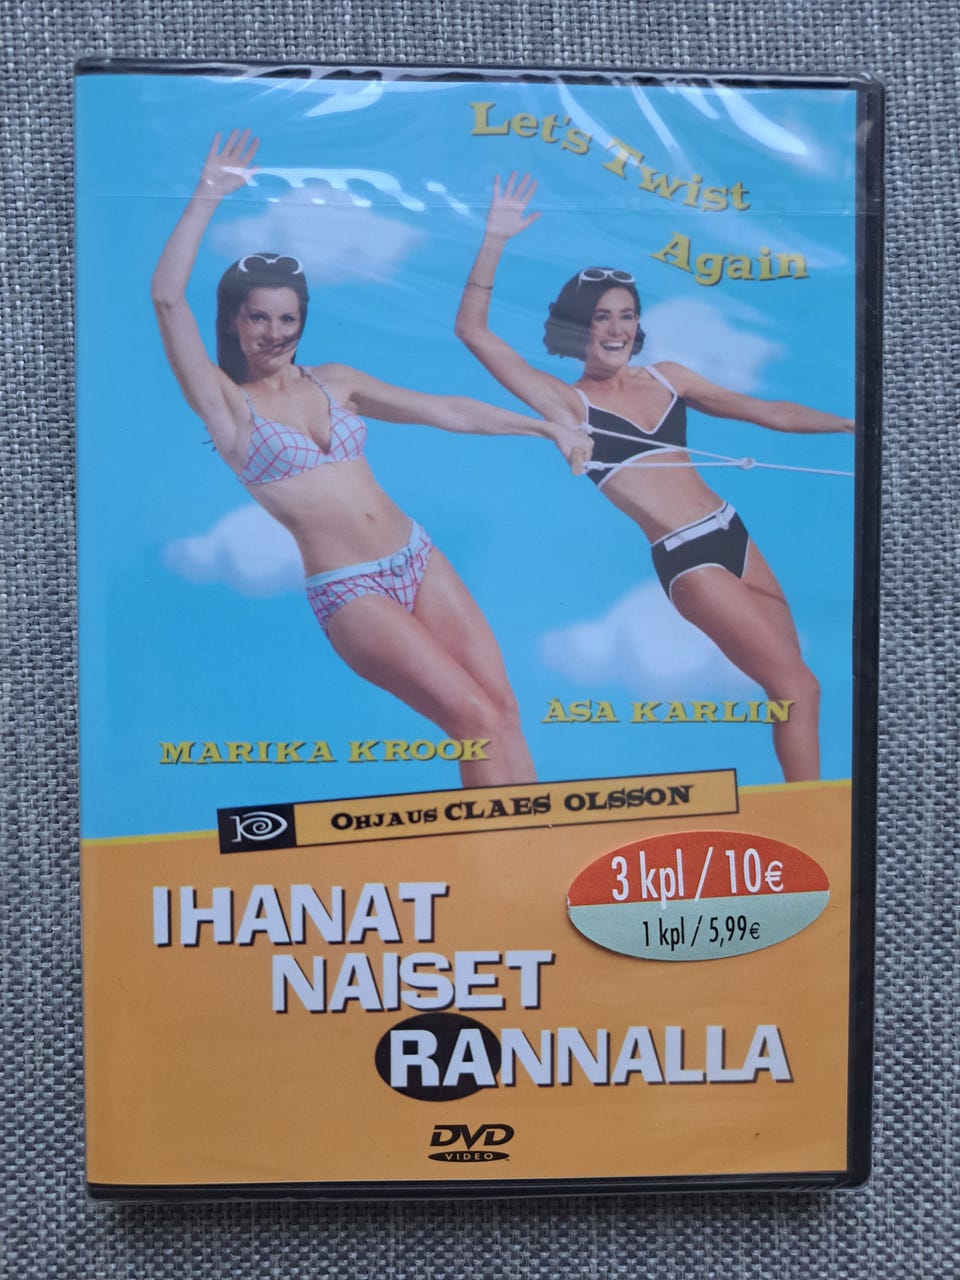 Let's Twist
Again
ÅSA KARLIN
MARIKA KROOK
OHJAUS CLAES OLSSON
3 kpl / 10€
1 kpl / 5,99€
IHANAT
NAISET
RANNALLA
DVD
VIDEO